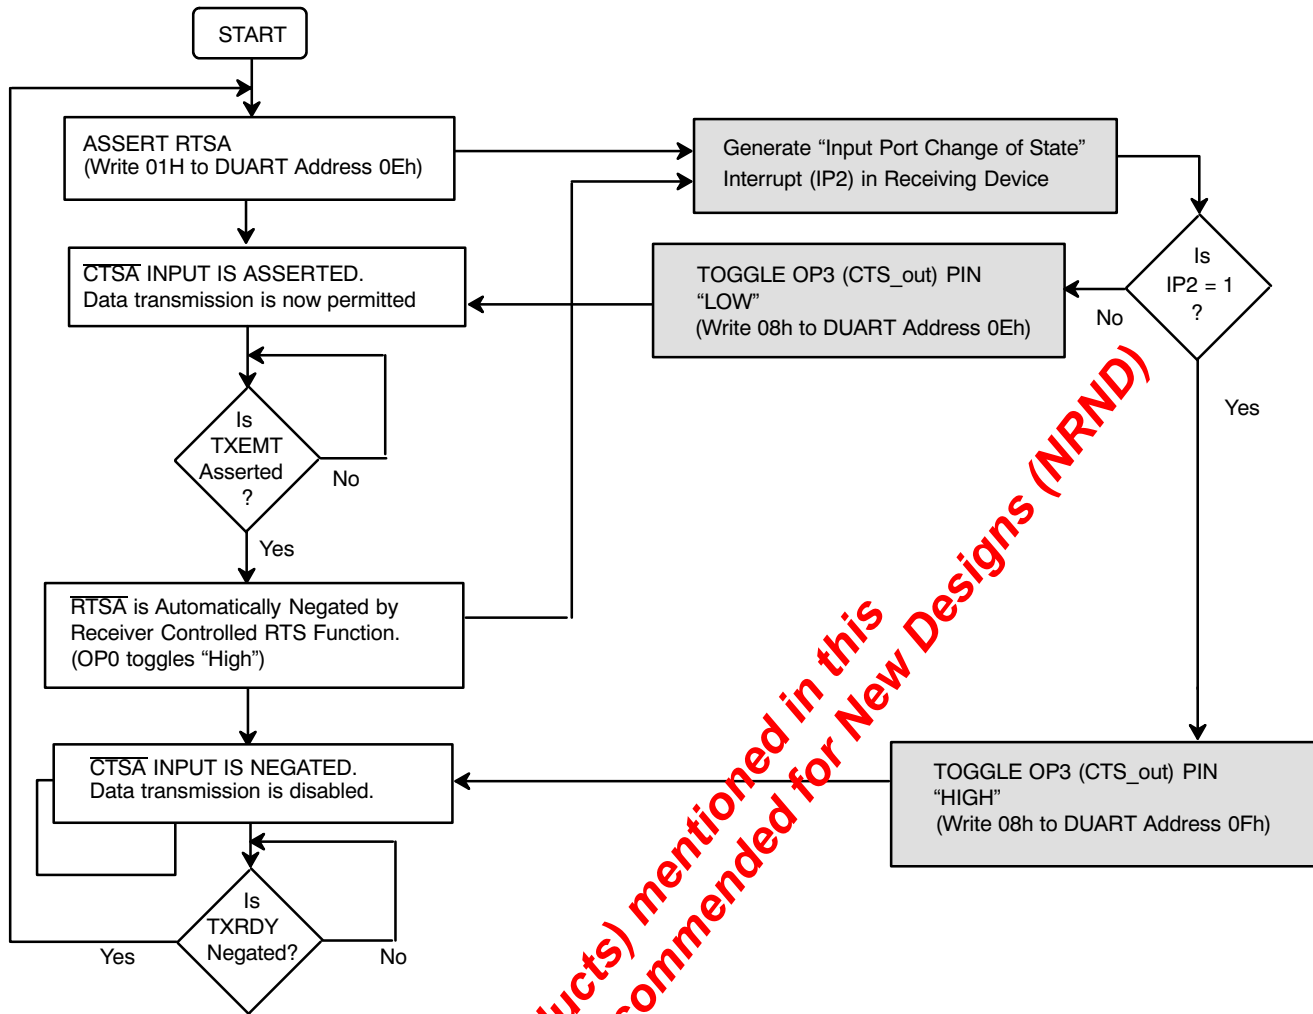 START
ASSERT RTSA
(Write 01H to DUART Address 0Eh)
Generate “Input Port Change of State”
Interrupt (IP2) in Receiving Device
CTSA INPUT IS ASSERTED.
Data transmission is now permitted
TOGGLE OP3 (CTS_out) PIN
“LOW”
(Write 08h to DUART Address 0Eh)
Is
IP2 = 1
?
No
Yes
Is
TXEMT
Asserted
?
No
Yes
RTSA is Automatically Negated by
Receiver Controlled RTS Function.
(OP0 toggles “High”)
CTSA INPUT IS NEGATED.
Data transmission is disabled.
TOGGLE OP3 (CTS_out) PIN
“HIGH”
(Write 08h to DUART Address 0Fh)
Is
TXRDY
Negated?
Yes
No
mentioned in this
for New Designs (NRND)